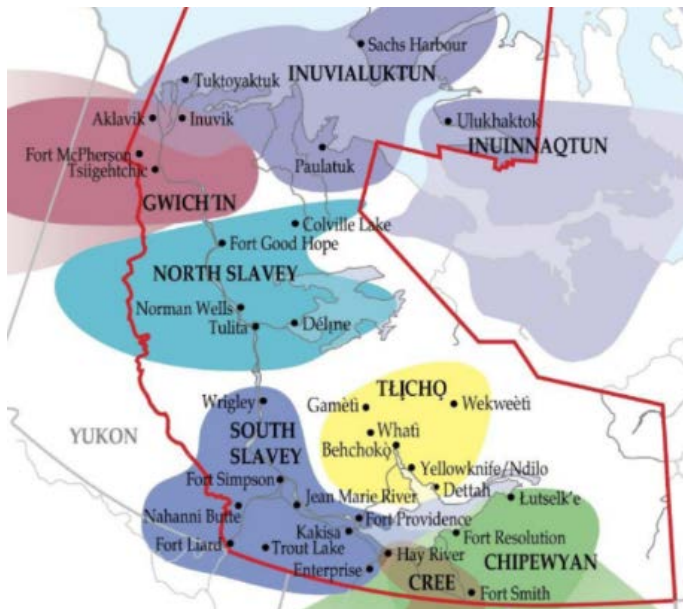 Sachs Harbour
INUVIALUKTUN
Tuktoyaktuk
Aklavik
Inuvik
Ulukhaktok
INUINNAQTUN
Fort McPherson
Tsiigehtchic
Paulatuk
GWICH'IN
Colville Lake
Fort Good Hope
NORTH SLAVEY
Norman Wells
Tulita
Délįne
Wrigley
TŁĮCHǪ
Gamètì
Wekweètì
YUKON
SOUTH
SLAVEY
Whatì
Behchokǫ̀
Yellowknife/Ndilo
Dettah
Fort Simpson
Jean Marie River
Łutselk'e
Nahanni Butte
Fort Providence
Kakisa
Fort Resolution
Fort Liard
Trout Lake
Hay River
CHIPEWYAN
Enterprise
CREE
Fort Smith